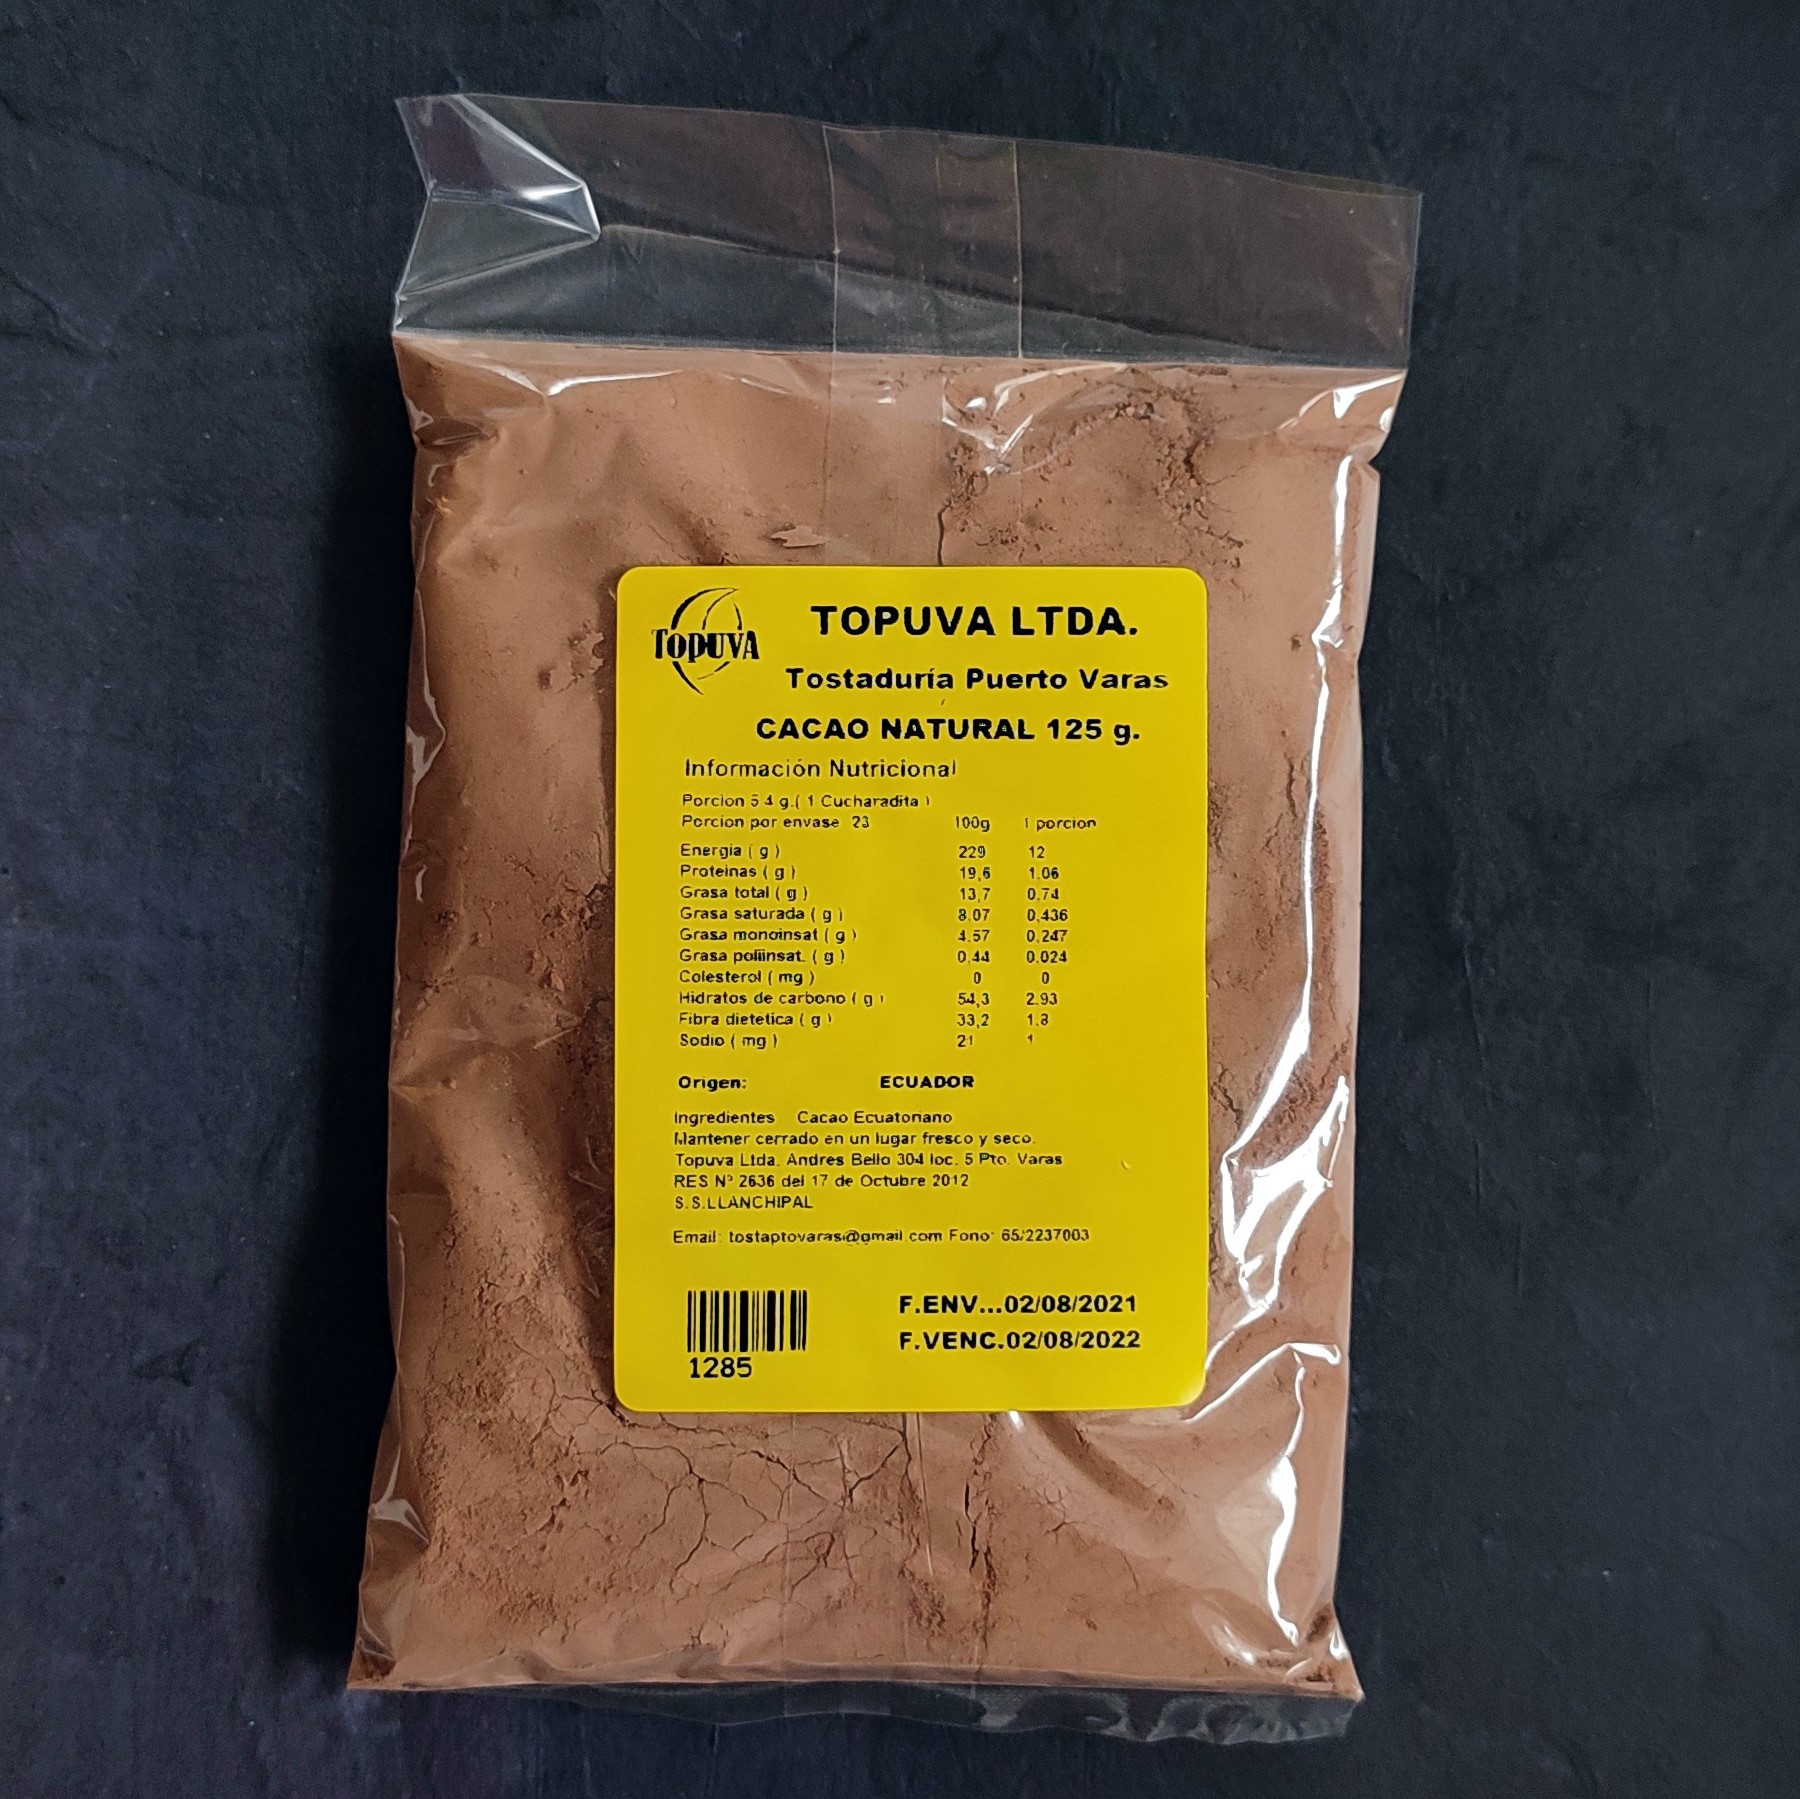 TOPUVA
TOPUVA LTDA.
Tostaduría Puerto Varas
CACAO NATURAL 125 g.
Información Nutricional
Porcion 5 4 g.( 1 Cucharadita )
Porcion por envase 23 100g 1 porcion
Energia ( g ) 229 12
Proteinas ( g ) 19,6 1.06
Grasa total ( g ) 13,7 0,74
Grasa saturada ( g ) 8,07 0,436
Grasa monoinsat ( g ) 4.57 0,247
Grasa poliinsat. ( g ) 0,44 0.024
Colesterol ( mg ) 0 0
Hidratos de carbono ( g ) 54,3 2.93
Fibra dietetica ( g ) 33,2 1,8
Sodio ( mg ) 21 1
Origen: ECUADOR
Ingredientes Cacao Ecuatoriano
Mantener cerrado en un lugar fresco y seco.
Topuva Ltda. Andres Bello 304 loc. 5 Pto. Varas
RES Nº 2636 del 17 de Octubre 2012
S.S.LLANCHIPAL
Email: tostaptovaras@gmail.com Fono: 65/2237003
1285
F.ENV...02/08/2021
F.VENC.02/08/2022